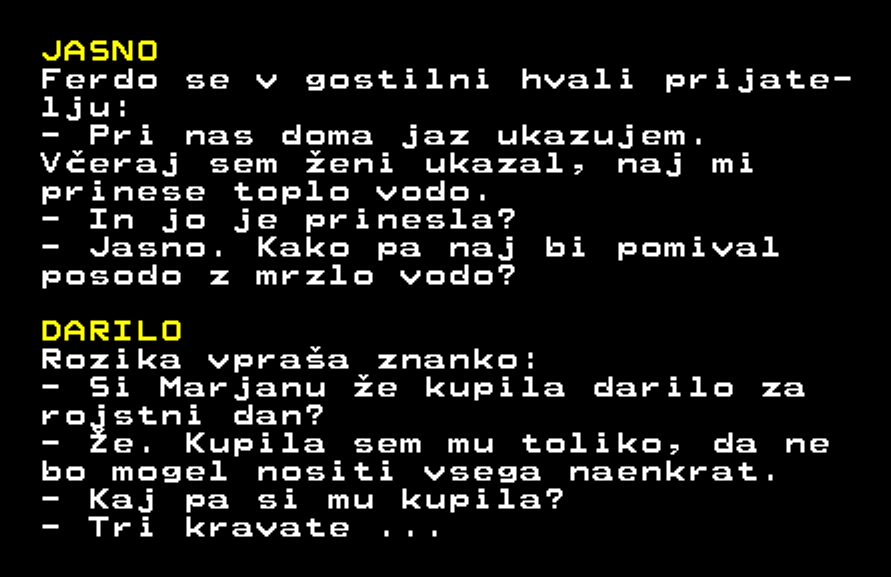 JASNO
Ferdo se v gostilni hvali prijate-
lju:
- Pri nas doma jaz ukazujem.
Včeraj sem ženi ukazal, naj mi
prinese toplo vodo.
- In jo je prinesla?
- Jasno. Kako pa naj bi pomival
posodo z mrzlo vodo?
DARILO
Rozika vpraša znanko:
- Si Marjanu že kupila darilo za
rojstni dan?
- Že. Kupila sem mu toliko, da ne
bo mogel nositi vsega naenkrat.
- Kaj pa si mu kupila?
- Tri kravate ...